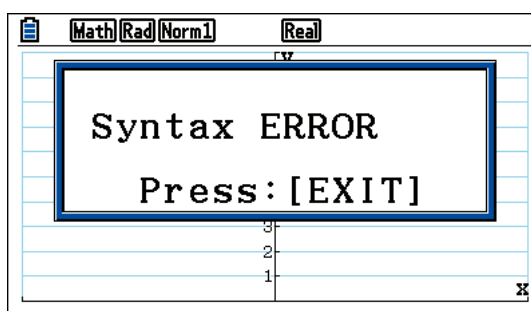 Math Rad Norm1 Real
y
Syntax ERROR
Press:[EXIT]
3
2
1
x